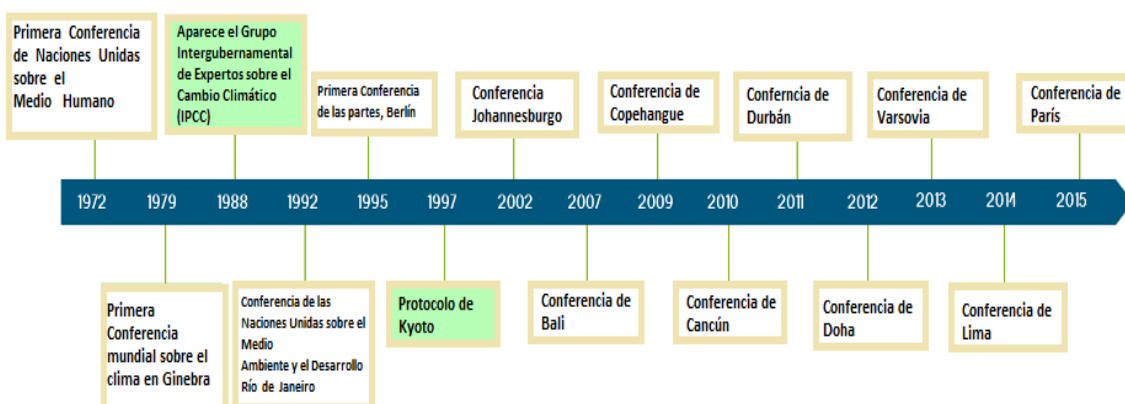 Primera Conferencia
de Naciones Unidas
sobre el
Medio Humano
Aparece el Grupo
Intergubernamental
de Expertos sobre el
Cambio Climático
(IPCC)
Primera Conferencia
de las partes, Berlín
Conferencia
Johannesburgo
Conferencia de
Copehangue
Conferncia de
Durbán
Conferencia de
Varsovia
Conferencia de
París
1972 1979 1988 1992 1995 1997 2002 2007 2009 2010 2011 2012 2013 2014 2015
Primera
Conferencia
mundial sobre el
clima en Ginebra
Conferencia de las
Naciones Unidas sobre el
Medio
Ambiente y el Desarrollo
Río de Janeiro
Protocolo de
Kyoto
Conferencia de
Bali
Conferencia de
Cancún
Conferencia de
Doha
Conferencia de
Lima